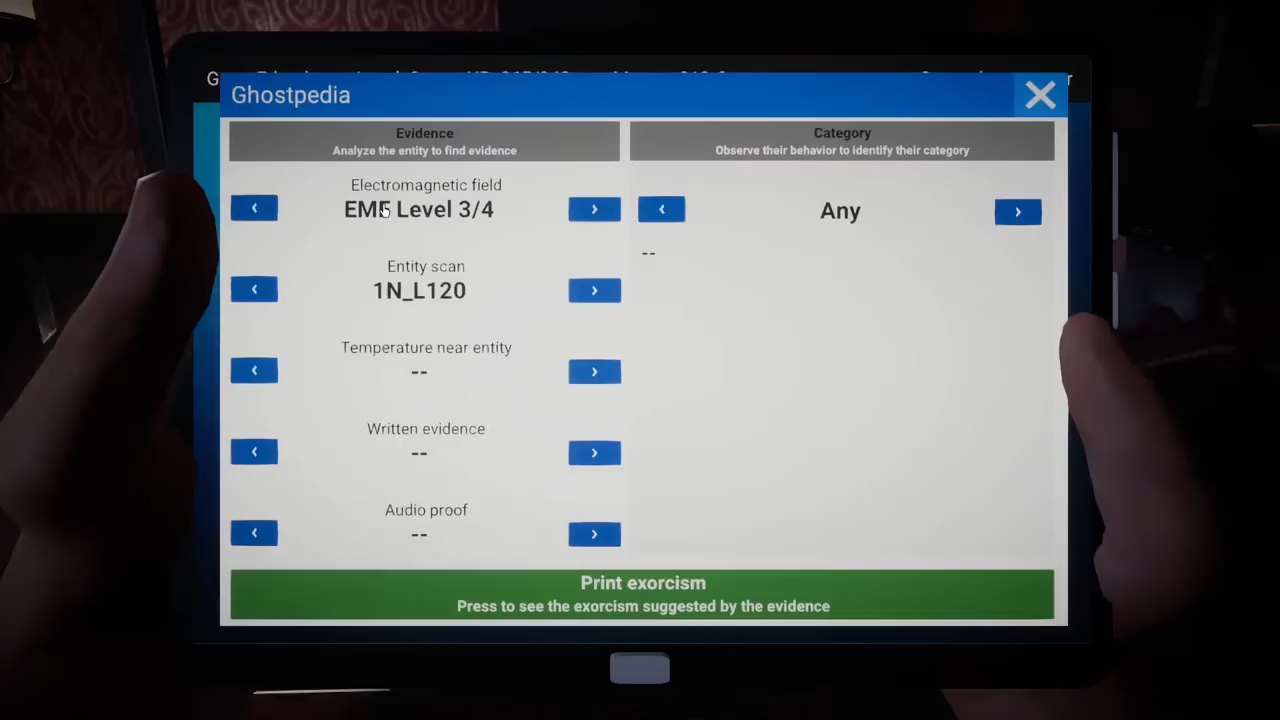 Ghostpedia
Evidence
Analyze the entity to find evidence
Category
Observe their behavior to identify their category
Electromagnetic field
EMF Level 3/4
Any
--
Entity scan
1N_L120
Temperature near entity
--
Written evidence
--
Audio proof
--
Print exorcism
Press to see the exorcism suggested by the evidence